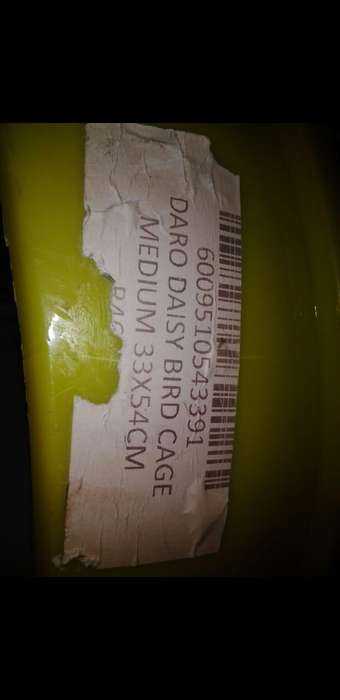 6009510543391
DARO DAISY BIRD CAGE
MEDIUM 33X54CM